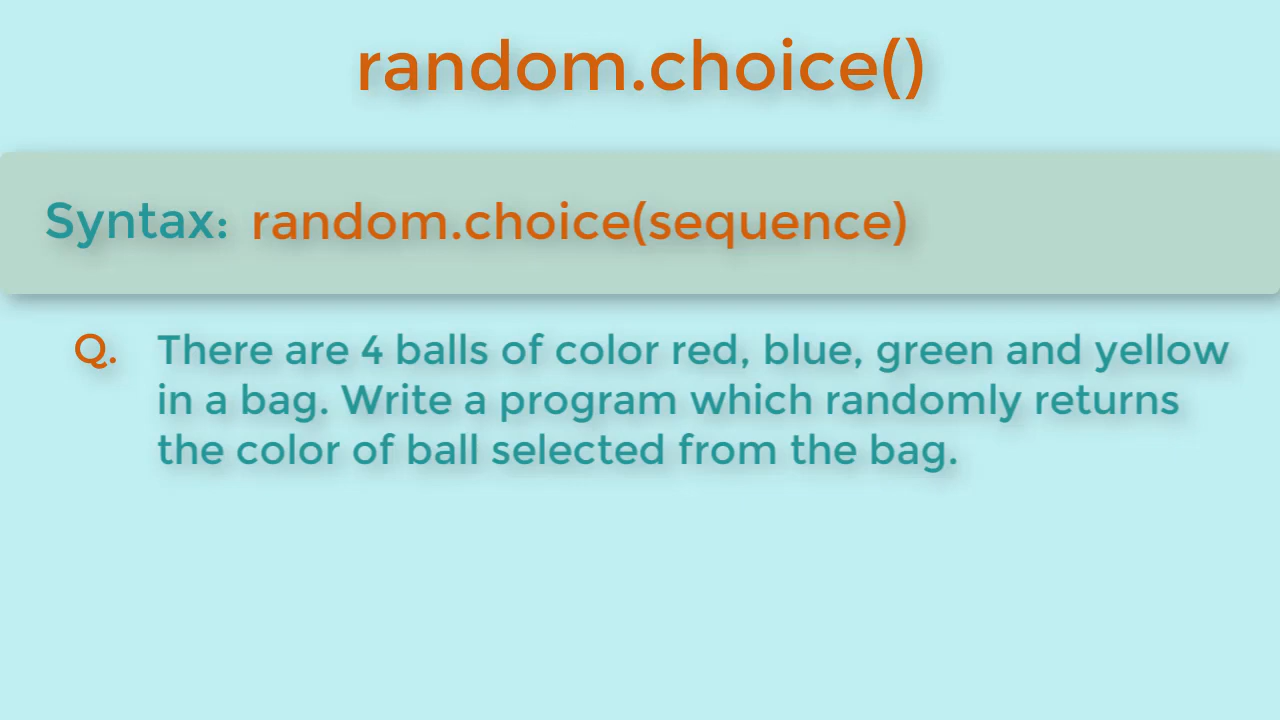 random.choice()
Syntax: random.choice(sequence)
Q. There are 4 balls of color red, blue, green and yellow
in a bag. Write a program which randomly returns
the color of ball selected from the bag.